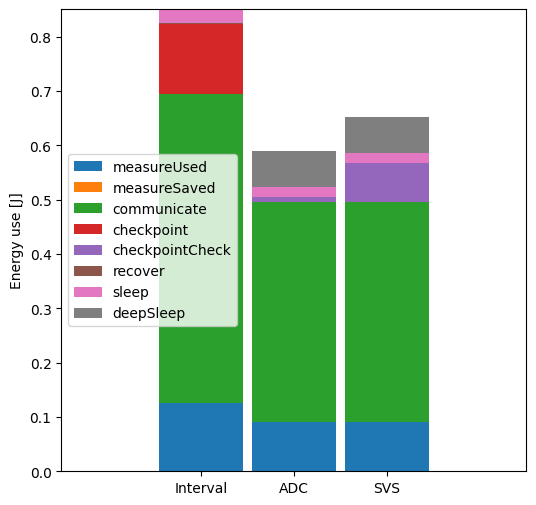 0.8
0.7
0.6
0.5
0.4
0.3
0.2
0.1
0.0
Energy use [J]
measureUsed
measureSaved
communicate
checkpoint
checkpointCheck
recover
sleep
deepSleep
Interval ADC SVS